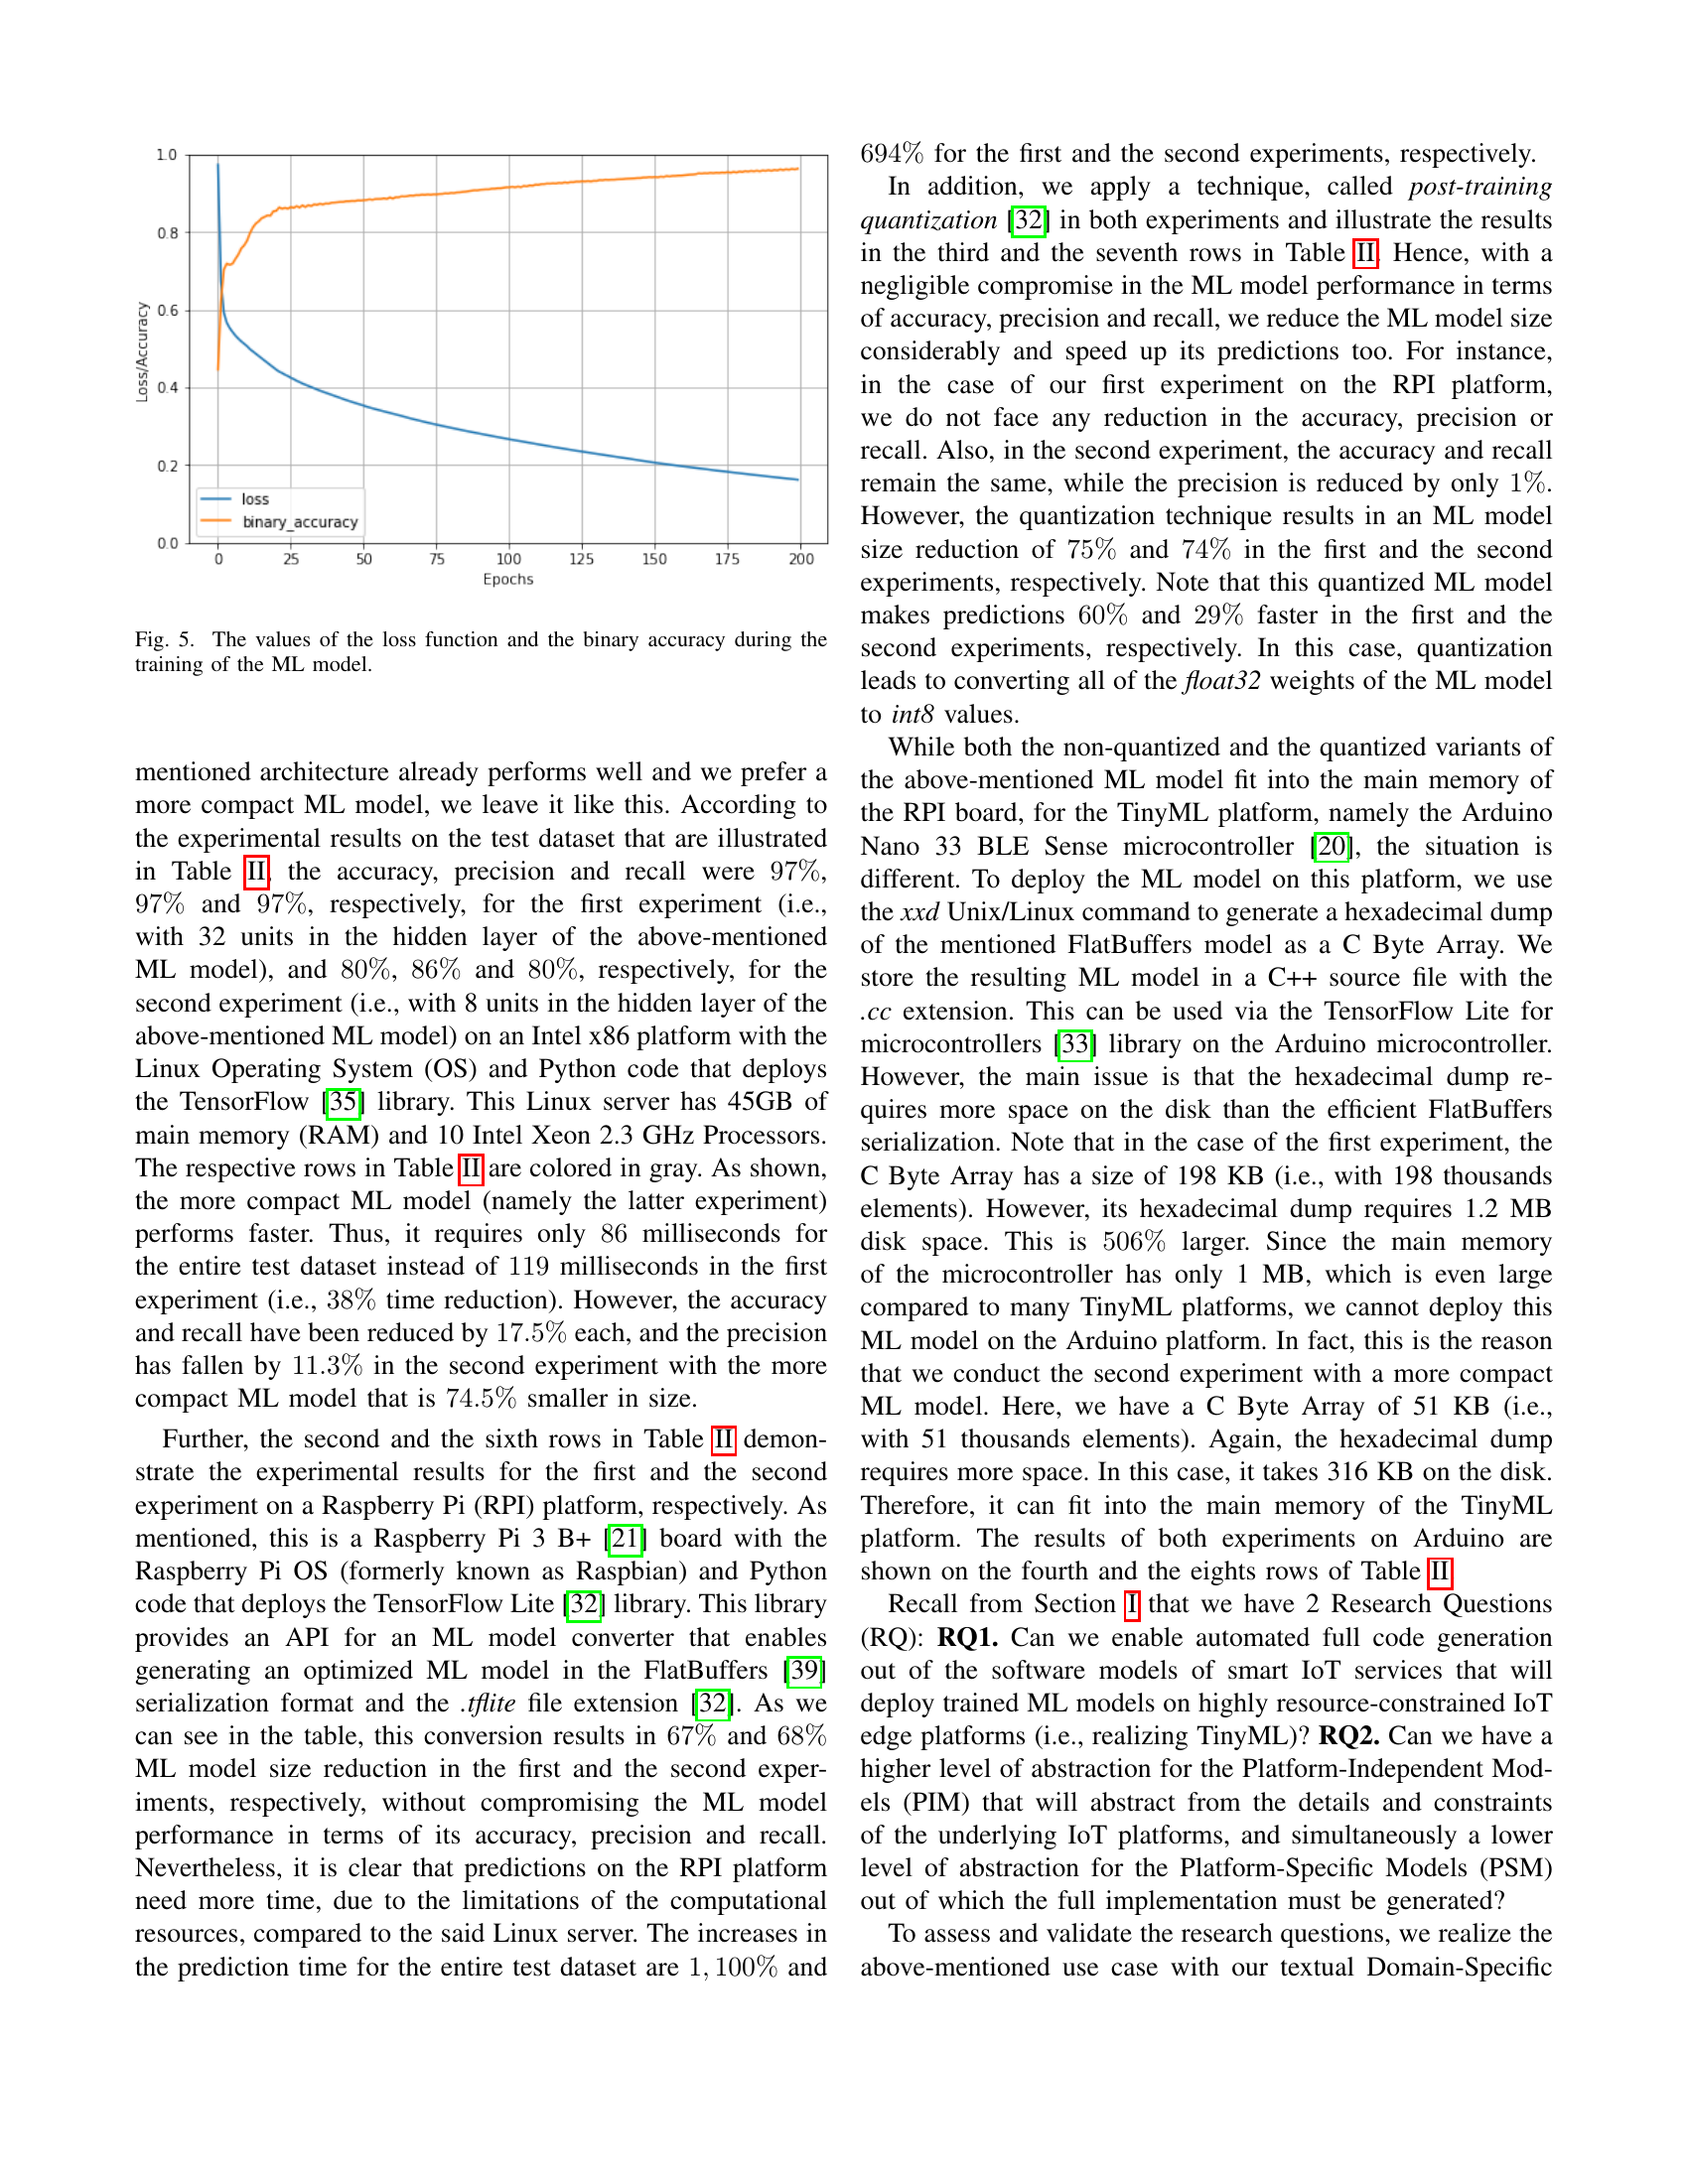 1.0
0.8
0.6
0.4
0.2
0.0
Loss/Accuracy
loss
binary_accuracy
0 25 50 75 100 125 150 175 200
Epochs
Fig. 5. The values of the loss function and the binary accuracy during the
training of the ML model.
mentioned architecture already performs well and we prefer a
more compact ML model, we leave it like this. According to
the experimental results on the test dataset that are illustrated
in Table II, the accuracy, precision and recall were 97%,
97% and 97%, respectively, for the first experiment (i.e.,
with 32 units in the hidden layer of the above-mentioned
ML model), and 80%, 86% and 80%, respectively, for the
second experiment (i.e., with 8 units in the hidden layer of the
above-mentioned ML model) on an Intel x86 platform with the
Linux Operating System (OS) and Python code that deploys
the TensorFlow [35] library. This Linux server has 45GB of
main memory (RAM) and 10 Intel Xeon 2.3 GHz Processors.
The respective rows in Table II are colored in gray. As shown,
the more compact ML model (namely the latter experiment)
performs faster. Thus, it requires only 86 milliseconds for
the entire test dataset instead of 119 milliseconds in the first
experiment (i.e., 38% time reduction). However, the accuracy
and recall have been reduced by 17.5% each, and the precision
has fallen by 11.3% in the second experiment with the more
compact ML model that is 74.5% smaller in size.
Further, the second and the sixth rows in Table II demon-
strate the experimental results for the first and the second
experiment on a Raspberry Pi (RPI) platform, respectively. As
mentioned, this is a Raspberry Pi 3 B+ [21] board with the
Raspberry Pi OS (formerly known as Raspbian) and Python
code that deploys the TensorFlow Lite [32] library. This library
provides an API for an ML model converter that enables
generating an optimized ML model in the FlatBuffers [39]
serialization format and the .tflite file extension [32]. As we
can see in the table, this conversion results in 67% and 68%
ML model size reduction in the first and the second exper-
iments, respectively, without compromising the ML model
performance in terms of its accuracy, precision and recall.
Nevertheless, it is clear that predictions on the RPI platform
need more time, due to the limitations of the computational
resources, compared to the said Linux server. The increases in
the prediction time for the entire test dataset are 1, 100% and
694% for the first and the second experiments, respectively.
In addition, we apply a technique, called post-training
quantization [32] in both experiments and illustrate the results
in the third and the seventh rows in Table II. Hence, with a
negligible compromise in the ML model performance in terms
of accuracy, precision and recall, we reduce the ML model size
considerably and speed up its predictions too. For instance,
in the case of our first experiment on the RPI platform,
we do not face any reduction in the accuracy, precision or
recall. Also, in the second experiment, the accuracy and recall
remain the same, while the precision is reduced by only 1%.
However, the quantization technique results in an ML model
size reduction of 75% and 74% in the first and the second
experiments, respectively. Note that this quantized ML model
makes predictions 60% and 29% faster in the first and the
second experiments, respectively. In this case, quantization
leads to converting all of the float32 weights of the ML model
to int8 values.
While both the non-quantized and the quantized variants of
the above-mentioned ML model fit into the main memory of
the RPI board, for the TinyML platform, namely the Arduino
Nano 33 BLE Sense microcontroller [20], the situation is
different. To deploy the ML model on this platform, we use
the xxd Unix/Linux command to generate a hexadecimal dump
of the mentioned FlatBuffers model as a C Byte Array. We
store the resulting ML model in a C++ source file with the
.cc extension. This can be used via the TensorFlow Lite for
microcontrollers [33] library on the Arduino microcontroller.
However, the main issue is that the hexadecimal dump re-
quires more space on the disk than the efficient FlatBuffers
serialization. Note that in the case of the first experiment, the
C Byte Array has a size of 198 KB (i.e., with 198 thousands
elements). However, its hexadecimal dump requires 1.2 MB
disk space. This is 506% larger. Since the main memory
of the microcontroller has only 1 MB, which is even large
compared to many TinyML platforms, we cannot deploy this
ML model on the Arduino platform. In fact, this is the reason
that we conduct the second experiment with a more compact
ML model. Here, we have a C Byte Array of 51 KB (i.e.,
with 51 thousands elements). Again, the hexadecimal dump
requires more space. In this case, it takes 316 KB on the disk.
Therefore, it can fit into the main memory of the TinyML
platform. The results of both experiments on Arduino are
shown on the fourth and the eights rows of Table II
Recall from Section I that we have 2 Research Questions
(RQ): RQ1. Can we enable automated full code generation
out of the software models of smart IoT services that will
deploy trained ML models on highly resource-constrained IoT
edge platforms (i.e., realizing TinyML)? RQ2. Can we have a
higher level of abstraction for the Platform-Independent Mod-
els (PIM) that will abstract from the details and constraints
of the underlying IoT platforms, and simultaneously a lower
level of abstraction for the Platform-Specific Models (PSM)
out of which the full implementation must be generated?
To assess and validate the research questions, we realize the
above-mentioned use case with our textual Domain-Specific